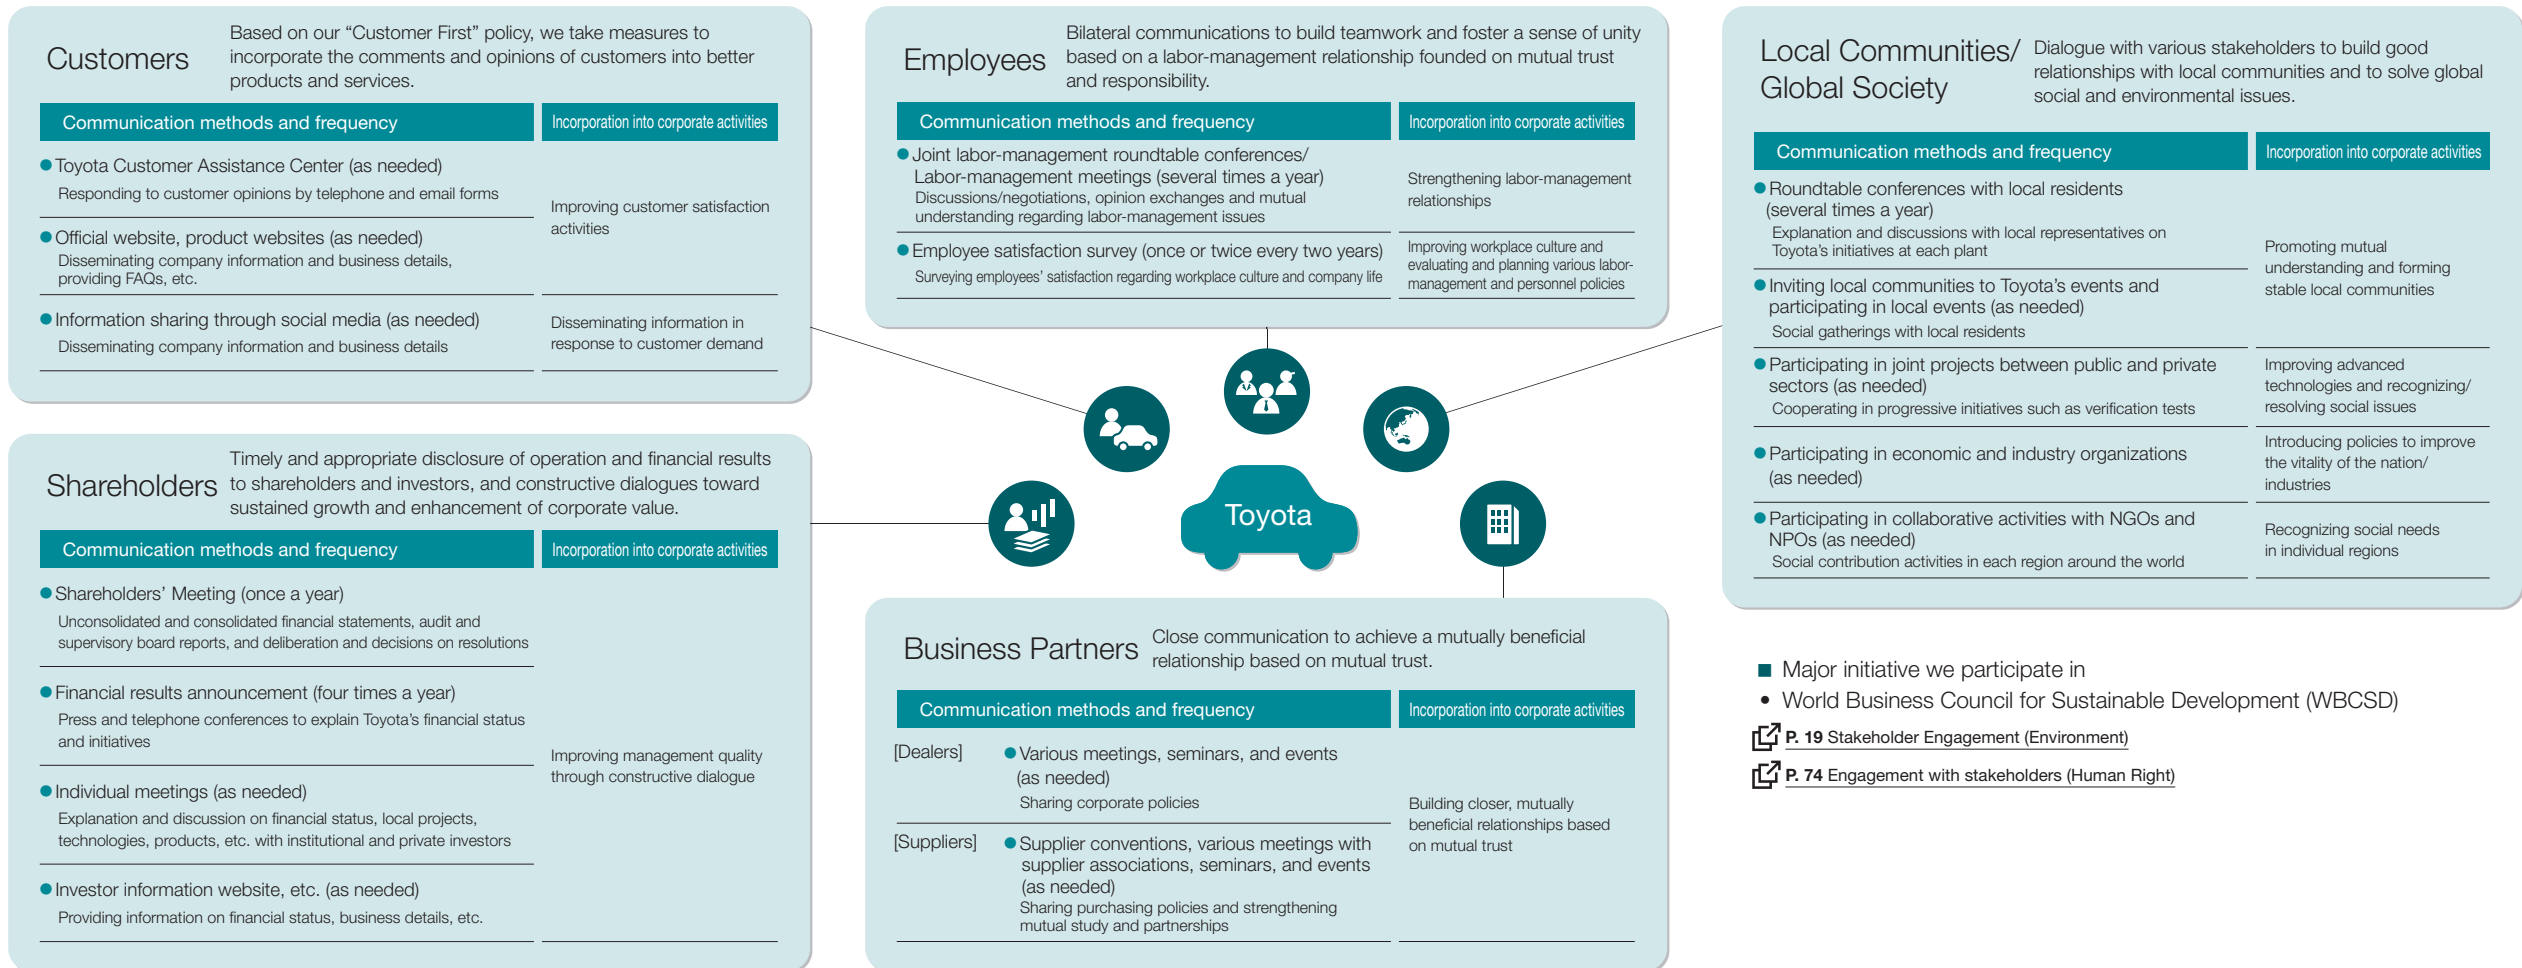 Customers
Based on our “Customer First” policy, we take measures to
incorporate the comments and opinions of customers into better
products and services.
Communication methods and frequency
Incorporation into corporate activities
● Toyota Customer Assistance Center (as needed)
Responding to customer opinions by telephone and email forms
● Official website, product websites (as needed)
Disseminating company information and business details,
providing FAQs, etc.
Improving customer satisfaction
activities
● Information sharing through social media (as needed)
Disseminating company information and business details
Disseminating information in
response to customer demand
Shareholders
Timely and appropriate disclosure of operation and financial results
to shareholders and investors, and constructive dialogues toward
sustained growth and enhancement of corporate value.
Communication methods and frequency
Incorporation into corporate activities
● Shareholders’ Meeting (once a year)
Unconsolidated and consolidated financial statements, audit and
supervisory board reports, and deliberation and decisions on resolutions
● Financial results announcement (four times a year)
Press and telephone conferences to explain Toyota’s financial status
and initiatives
● Individual meetings (as needed)
Explanation and discussion on financial status, local projects,
technologies, products, etc. with institutional and private investors
● Investor information website, etc. (as needed)
Providing information on financial status, business details, etc.
Improving management quality
through constructive dialogue
Employees
Bilateral communications to build teamwork and foster a sense of unity
based on a labor-management relationship founded on mutual trust
and responsibility.
Communication methods and frequency
Incorporation into corporate activities
● Joint labor-management roundtable conferences/
Labor-management meetings (several times a year)
Discussions/negotiations, opinion exchanges and mutual
understanding regarding labor-management issues
Strengthening labor-management
relationships
● Employee satisfaction survey (once or twice every two years)
Surveying employees’ satisfaction regarding workplace culture and company life
Improving workplace culture and
evaluating and planning various labor-
management and personnel policies
Toyota
Business Partners
Close communication to achieve a mutually beneficial
relationship based on mutual trust.
Communication methods and frequency
Incorporation into corporate activities
[Dealers]
● Various meetings, seminars, and events
(as needed)
Sharing corporate policies
[Suppliers]
● Supplier conventions, various meetings with
supplier associations, seminars, and events
(as needed)
Sharing purchasing policies and strengthening
mutual study and partnerships
Building closer, mutually
beneficial relationships based
on mutual trust
Local Communities/
Global Society
Dialogue with various stakeholders to build good
relationships with local communities and to solve global
social and environmental issues.
Communication methods and frequency
Incorporation into corporate activities
● Roundtable conferences with local residents
(several times a year)
Explanation and discussions with local representatives on
Toyota’s initiatives at each plant
● Inviting local communities to Toyota’s events and
participating in local events (as needed)
Social gatherings with local residents
Promoting mutual
understanding and forming
stable local communities
● Participating in joint projects between public and private
sectors (as needed)
Cooperating in progressive initiatives such as verification tests
Improving advanced
technologies and recognizing/
resolving social issues
● Participating in economic and industry organizations
(as needed)
Introducing policies to improve
the vitality of the nation/
industries
● Participating in collaborative activities with NGOs and
NPOs (as needed)
Social contribution activities in each region around the world
Recognizing social needs
in individual regions
■ Major initiative we participate in
• World Business Council for Sustainable Development (WBCSD)
P. 19 Stakeholder Engagement (Environment)
P. 74 Engagement with stakeholders (Human Right)